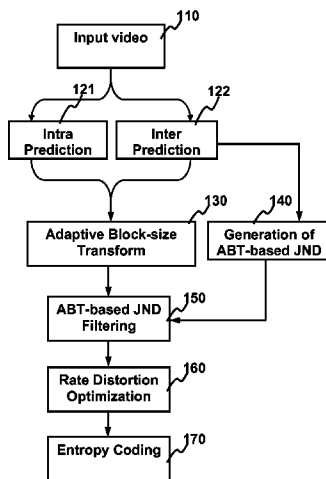 110
Input video
121
122
Intra
Prediction
Inter
Prediction
130
140
Adaptive Block-size
Transform
Generation of
ABT-based JND
150
ABT-based JND
Filtering
160
Rate Distortion
Optimization
Entropy Coding
170